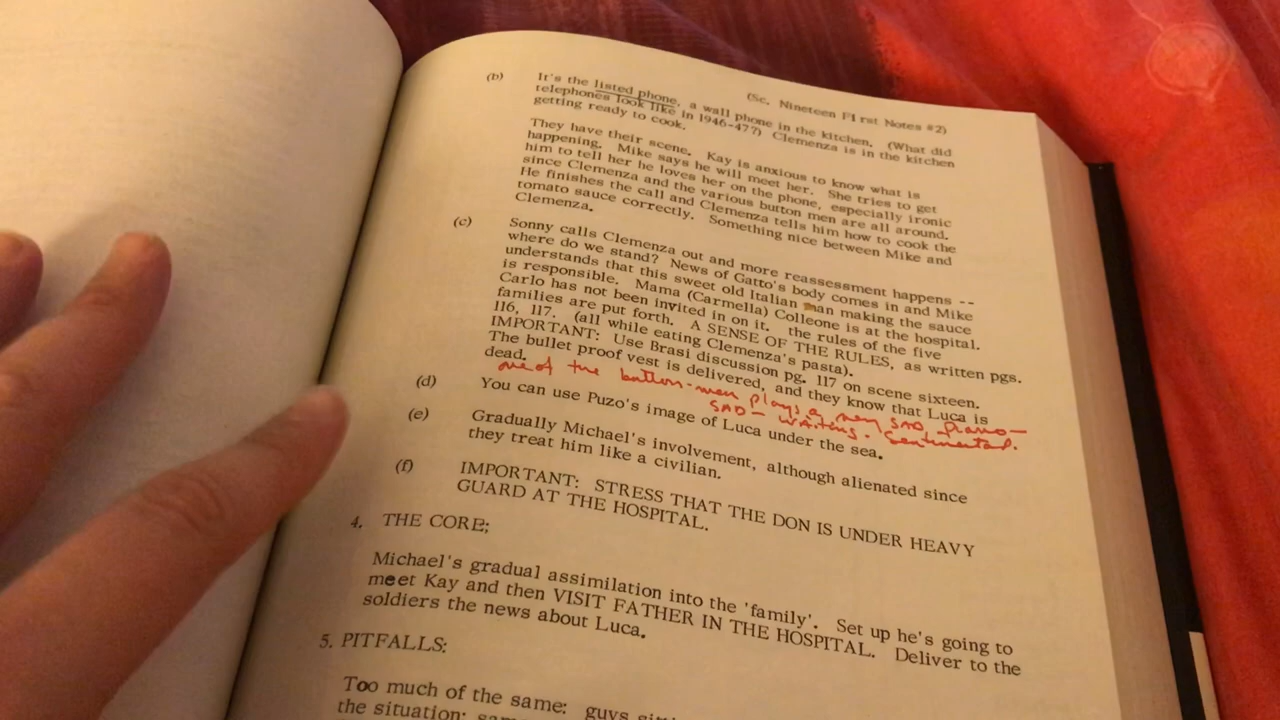 (Sc. Nineteen FI rst Notes #2)
(b) It's the listed phone, a wall phone in the kitchen. (What did
telephones look like in 1946-47?) Clemenza is in the kitchen
getting ready to cook.
They have their scene. Kay is anxious to know what is
happening. Mike says he will meet her. She tries to get
him to tell her he loves her on the phone, especially ironic
since Clemenza and the various button men are all around.
He finishes the call and Clemenza tells him how to cook the
tomato sauce correctly. Something nice between Mike and
Clemenza.
(c) Sonny calls Clemenza out and more reassessment happens --
where do we stand? News of Gatto's body comes in and Mike
understands that this sweet old Italian man making the sauce
is responsible. Mama (Carmella) Colleone is at the hospital.
Carlo has not been invited in on it. the rules of the five
families are put forth. A SENSE OF THE RULES, as written pgs.
116, 117. (all while eating Clemenza's pasta).
IMPORTANT: Use Brasi discussion pg. 117 on scene sixteen.
The bullet proof vest is delivered, and they know that Luca is
dead.
one of the button-men plays a very SAD piano—
SAD — waiting. Sentimental.
(d) You can use Puzo's image of Luca under the sea.
(e) Gradually Michael's involvement, although alienated since
they treat him like a civilian.
(f) IMPORTANT: STRESS THAT THE DON IS UNDER HEAVY
GUARD AT THE HOSPITAL.
4. THE CORE;
Michael's gradual assimilation into the 'family'. Set up he's going to
meet Kay and then VISIT FATHER IN THE HOSPITAL. Deliver to the
soldiers the news about Luca.
5. PITFALLS:
Too much of the same: guys
the situation: